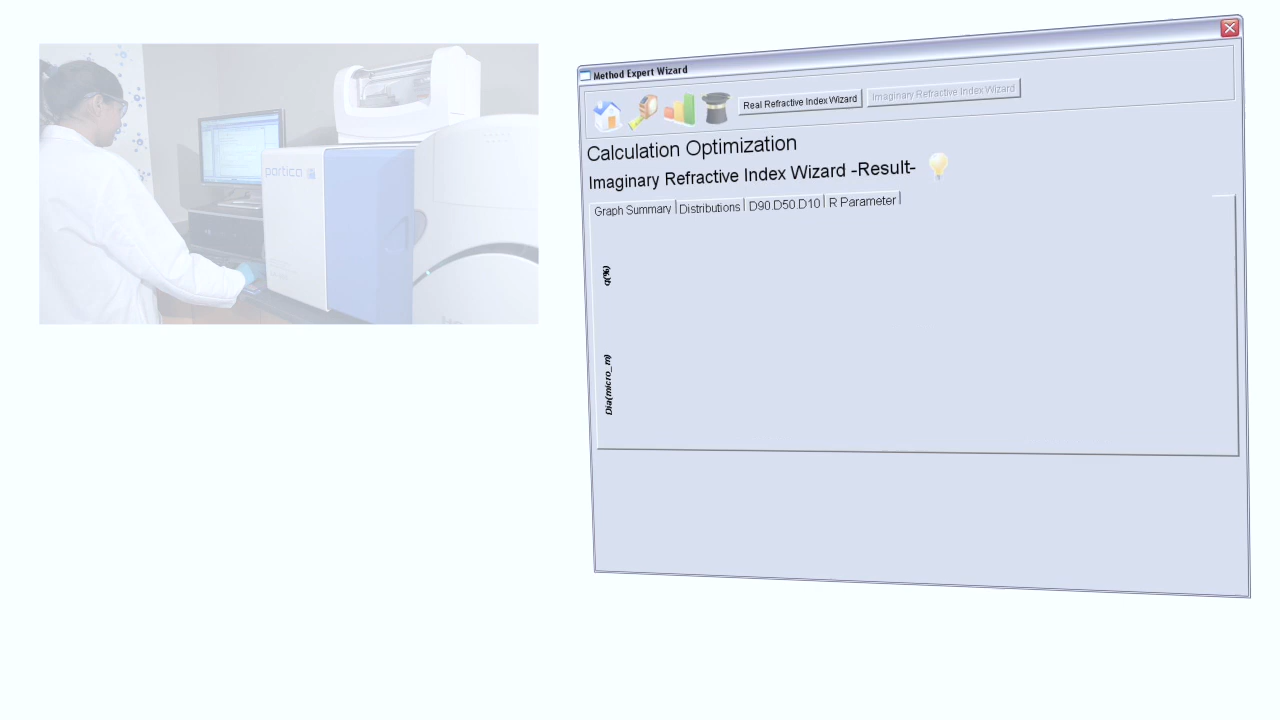 partica
Method Expert Wizard
Real Refractive Index Wizard
Imaginary Refractive Index Wizard
Calculation Optimization
Imaginary Refractive Index Wizard -Result-
Graph Summary
Distributions
D90.D50.D10
R Parameter
q(%)
Dia(micro_m)